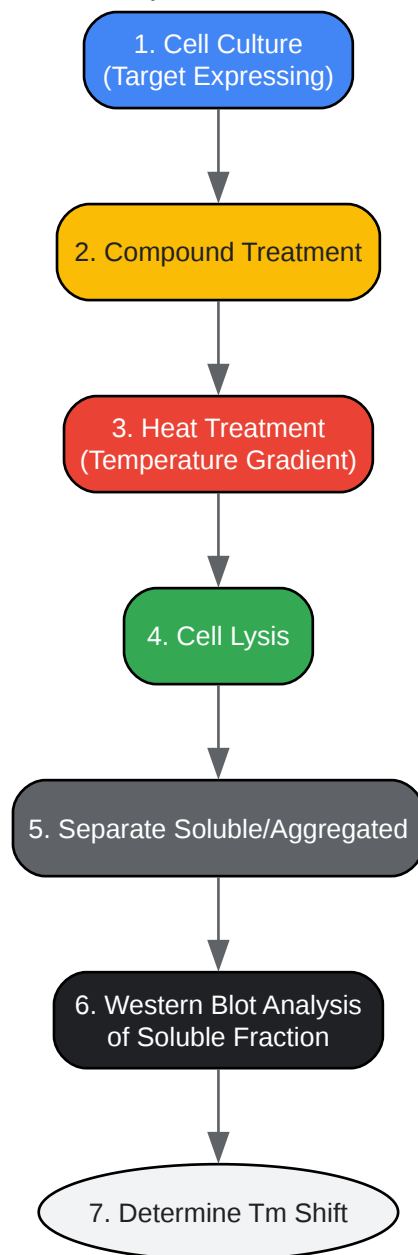 1. Cell Culture
(Target Expressing)
2. Compound Treatment
3. Heat Treatment
(Temperature Gradient)
4. Cell Lysis
5. Separate Soluble/Aggregated
6. Western Blot Analysis
of Soluble Fraction
7. Determine Tm Shift